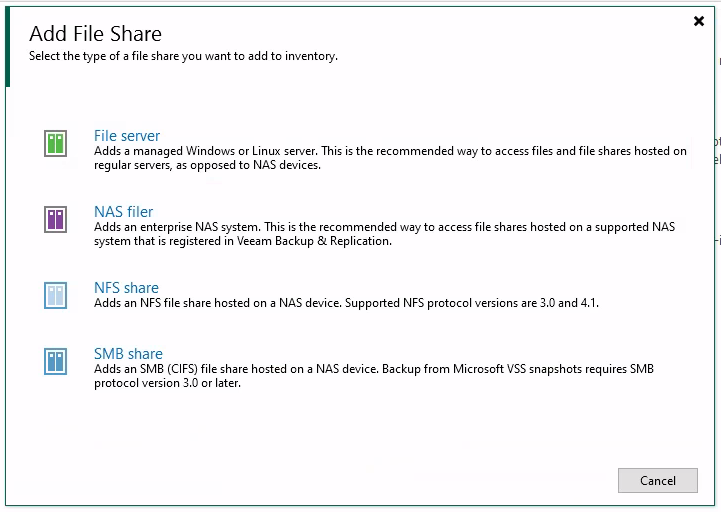 Add File Share
Select the type of a file share you want to add to inventory.
File server
Adds a managed Windows or Linux server. This is the recommended way to access files and file shares hosted on
regular servers, as opposed to NAS devices.
NAS filer
Adds an enterprise NAS system. This is the recommended way to access file shares hosted on a supported NAS
system that is registered in Veeam Backup & Replication.
NFS share
Adds an NFS file share hosted on a NAS device. Supported NFS protocol versions are 3.0 and 4.1.
SMB share
Adds an SMB (CIFS) file share hosted on a NAS device. Backup from Microsoft VSS snapshots requires SMB
protocol version 3.0 or later.
Cancel